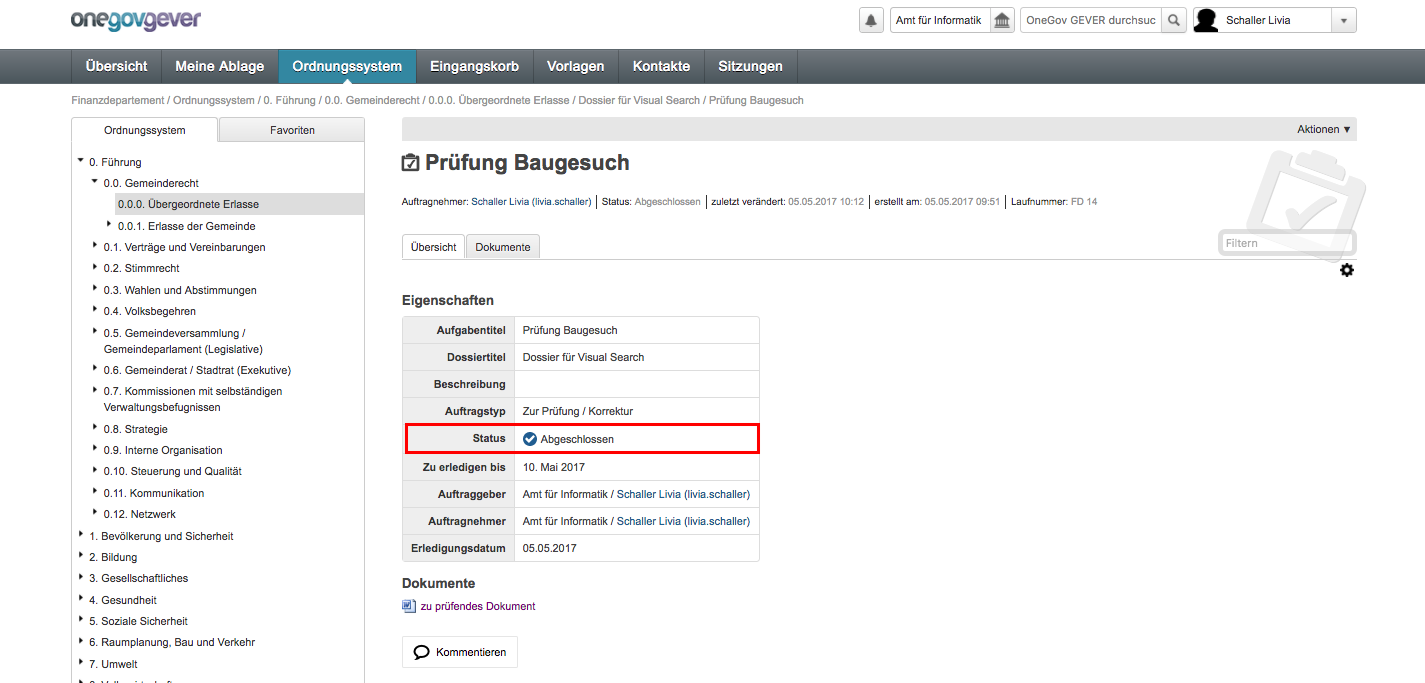 onegovgever
Amt für Informatik
OneGov GEVER durchsuc
Schaller Livia
Übersicht
Meine Ablage
Ordnungssystem
Eingangskorb
Vorlagen
Kontakte
Sitzungen
Finanzdepartement / Ordnungssystem / 0. Führung / 0.0. Gemeinderecht / 0.0.0. Übergeordnete Erlasse / Dossier für Visual Search / Prüfung Baugesuch
Ordnungssystem
Favoriten
0. Führung
0.0. Gemeinderecht
0.0.0. Übergeordnete Erlasse
0.0.1. Erlasse der Gemeinde
0.1. Verträge und Vereinbarungen
0.2. Stimmrecht
0.3. Wahlen und Abstimmungen
0.4. Volksbegehren
0.5. Gemeindeversammlung /
Gemeindeparlament (Legislative)
0.6. Gemeinderat / Stadtrat (Exekutive)
0.7. Kommissionen mit selbständigen
Verwaltungsbefugnissen
0.8. Strategie
0.9. Interne Organisation
0.10. Steuerung und Qualität
0.11. Kommunikation
0.12. Netzwerk
1. Bevölkerung und Sicherheit
2. Bildung
3. Gesellschaftliches
4. Gesundheit
5. Soziale Sicherheit
6. Raumplanung, Bau und Verkehr
7. Umwelt
Aktionen ▼
Prüfung Baugesuch
Auftragnehmer: Schaller Livia (livia.schaller) | Status: Abgeschlossen | zuletzt verändert: 05.05.2017 10:12 | erstellt am: 05.05.2017 09:51 | Laufnummer: FD 14
Übersicht
Dokumente
Filtern
Eigenschaften
Aufgabentitel Prüfung Baugesuch
Dossiertitel Dossier für Visual Search
Beschreibung
Auftragstyp Zur Prüfung / Korrektur
Status Abgeschlossen
Zu erledigen bis 10. Mai 2017
Auftraggeber Amt für Informatik / Schaller Livia (livia.schaller)
Auftragnehmer Amt für Informatik / Schaller Livia (livia.schaller)
Erledigungsdatum 05.05.2017
Dokumente
zu prüfendes Dokument
Kommentieren